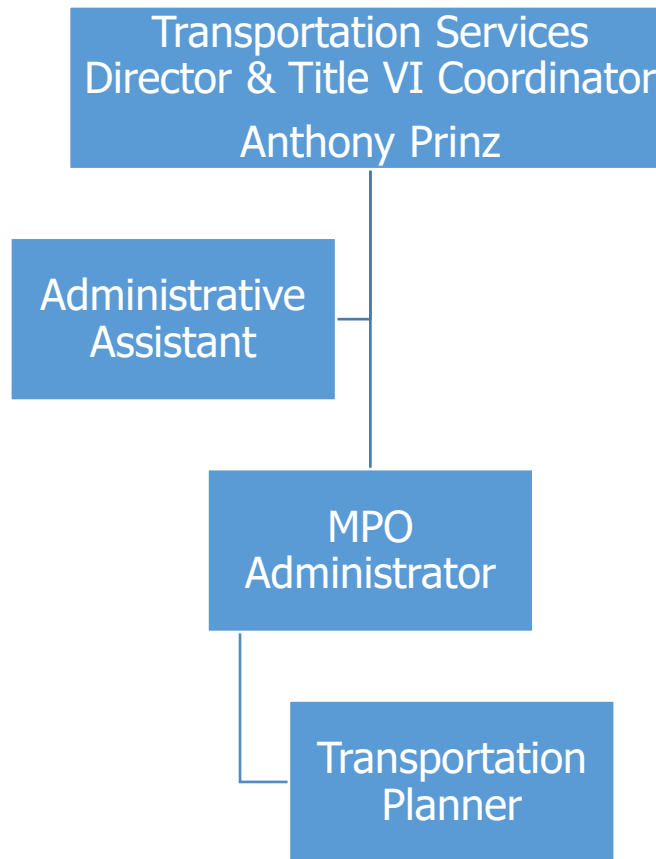 Transportation Services
Director & Title VI Coordinator
Anthony Prinz
Administrative
Assistant
MPO
Administrator
Transportation
Planner